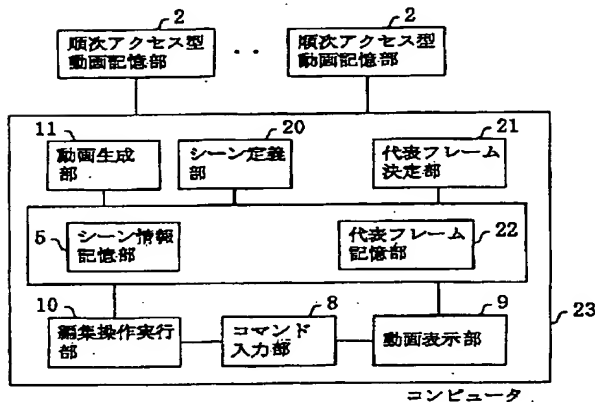 2
2
順次アクセス型
動画記憶部
・・
順次アクセス型
動画記憶部
11
20
21
動画生成
部
シーン定義
部
代表フレーム
決定部
5
シーン情報
記憶部
代表フレーム
記憶部
22
10
8
9
編集操作実行
部
コマンド
入力部
動画表示部
23
コンピュータ